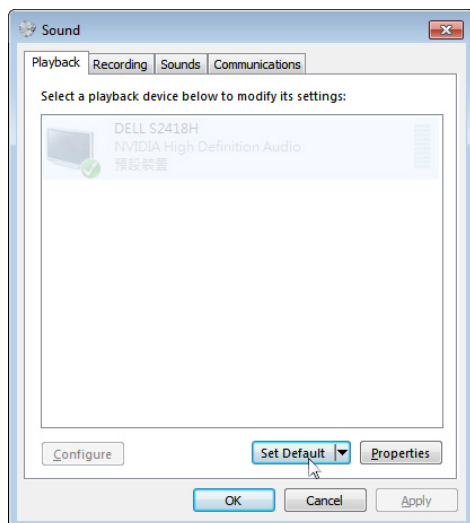 Sound
Playback Recording Sounds Communications
Select a playback device below to modify its settings:
DELL S2418H
NVIDIA High Definition Audio
預設裝置
Configure Set Default Properties
OK Cancel Apply